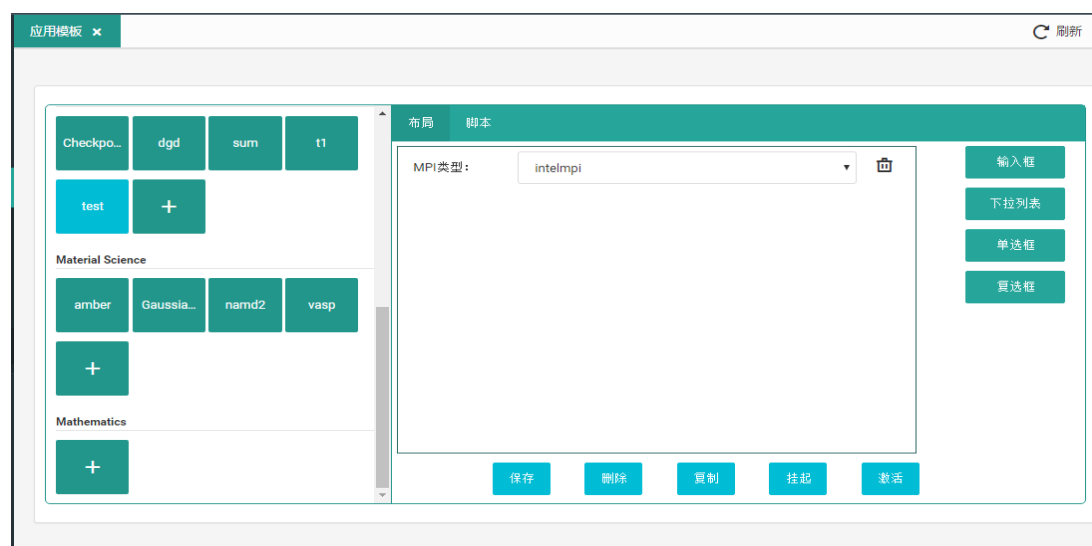 应用模板 ×
刷新
Checkpo... dgd sum t1
test +
Material Science
amber Gaussia... namd2 vasp
+
Mathematics
+
布局 脚本
MPI类型： intelmpi
输入框
下拉列表
单选框
复选框
保存 删除 复制 挂起 激活